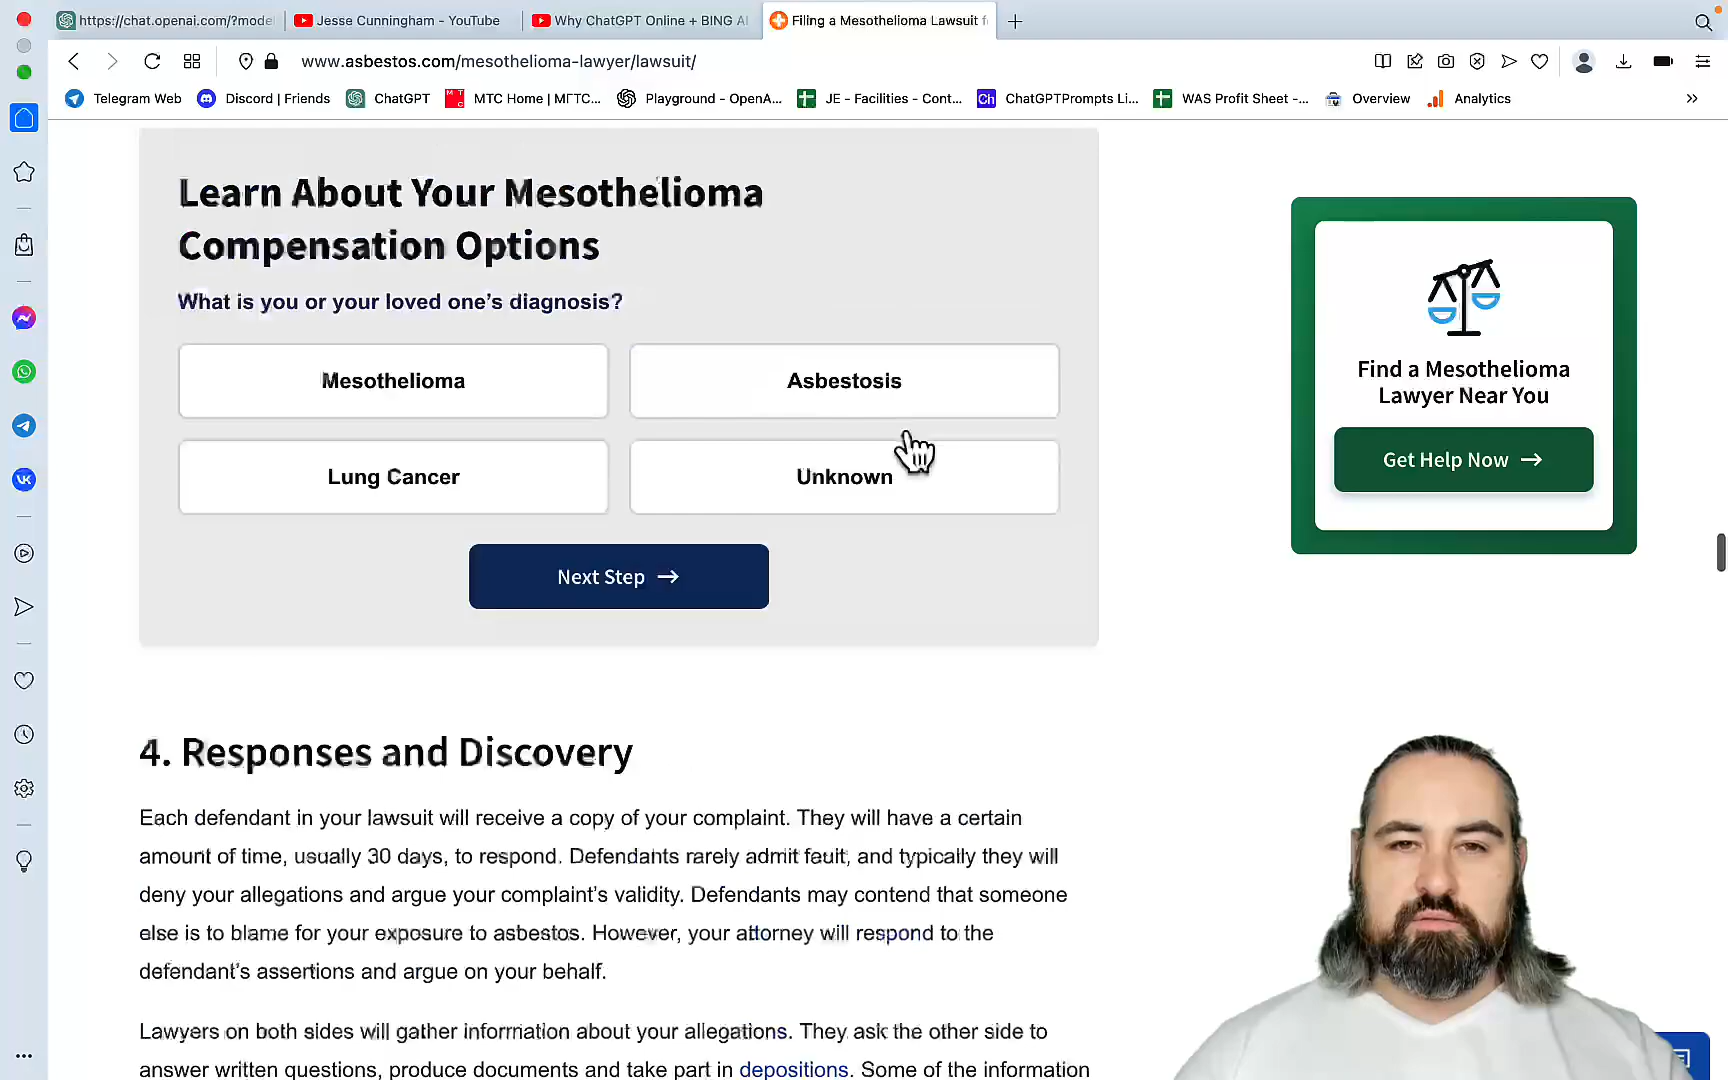 https://chat.openai.com/?mode
Jesse Cunningham - YouTube
Why ChatGPT Online + BING AI
Filing a Mesothelioma Lawsuit f
www.asbestos.com/mesothelioma-lawyer/lawsuit/
Telegram Web
Discord | Friends
ChatGPT
MTC Home | МГТС...
Playground - OpenA...
JE - Facilities - Cont...
Ch
ChatGPTPrompts Li...
WAS Profit Sheet -...
Overview
Analytics
Learn About Your Mesothelioma
Compensation Options
What is you or your loved one’s diagnosis?
Mesothelioma
Asbestosis
Lung Cancer
Unknown
Next Step →
Find a Mesothelioma
Lawyer Near You
Get Help Now →
4. Responses and Discovery
Each defendant in your lawsuit will receive a copy of your complaint. They will have a certain
amount of time, usually 30 days, to respond. Defendants rarely admit fault, and typically they will
deny your allegations and argue your complaint’s validity. Defendants may contend that someone
else is to blame for your exposure to asbestos. However, your attorney will respond to the
defendant’s assertions and argue on your behalf.
Lawyers on both sides will gather information about your allegations. They ask the other side to
answer written questions, produce documents and take part in depositions. Some of the information